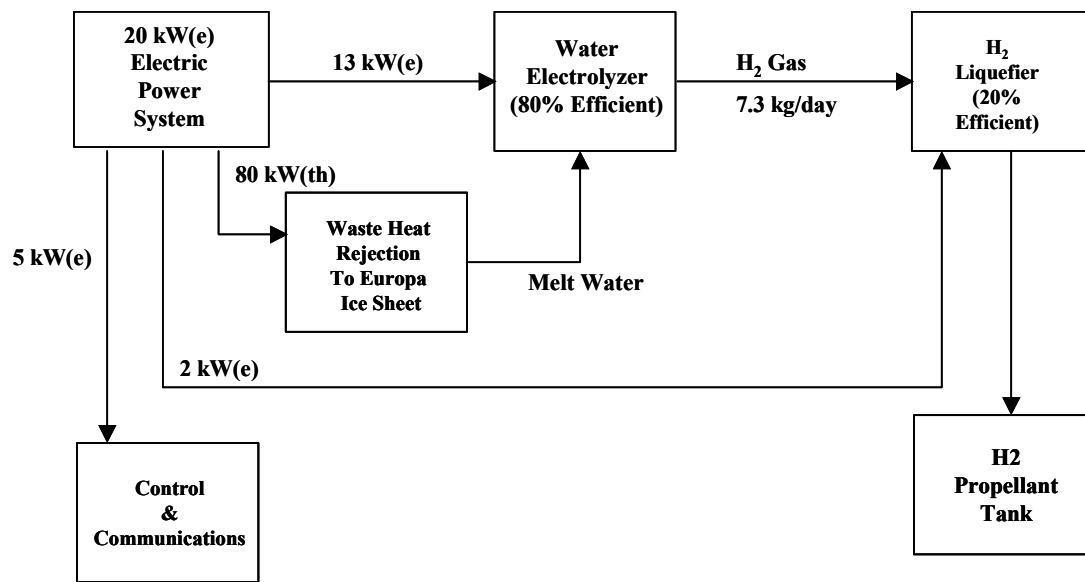 20 kW(e)
Electric
Power
System
13 kW(e)
Water
Electrolyzer
(80% Efficient)
H₂ Gas
7.3 kg/day
H₂
Liquefier
(20%
Efficient)
80 kW(th)
5 kW(e)
Waste Heat
Rejection
To Europa
Ice Sheet
Melt Water
2 kW(e)
Control
&
Communications
H2
Propellant
Tank